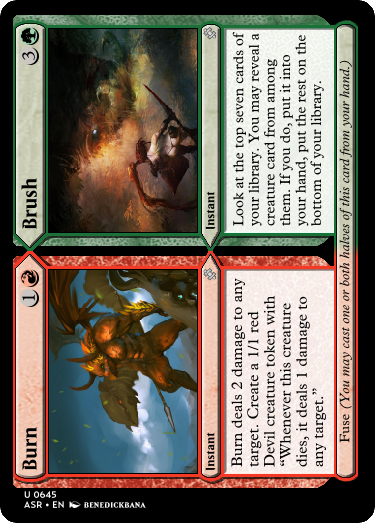 Burn
1
Instant
Burn deals 2 damage to any
target. Create a 1/1 red
Devil creature token with
“Whenever this creature
dies, it deals 1 damage to
any target.”
Brush
3
Instant
Look at the top seven cards of
your library. You may reveal a
creature card from among
them. If you do, put it into
your hand, put the rest on the
bottom of your library.
Fuse (You may cast one or both halves of this card from your hand.)
U 0645
ASR • EN BENEDICKBANA